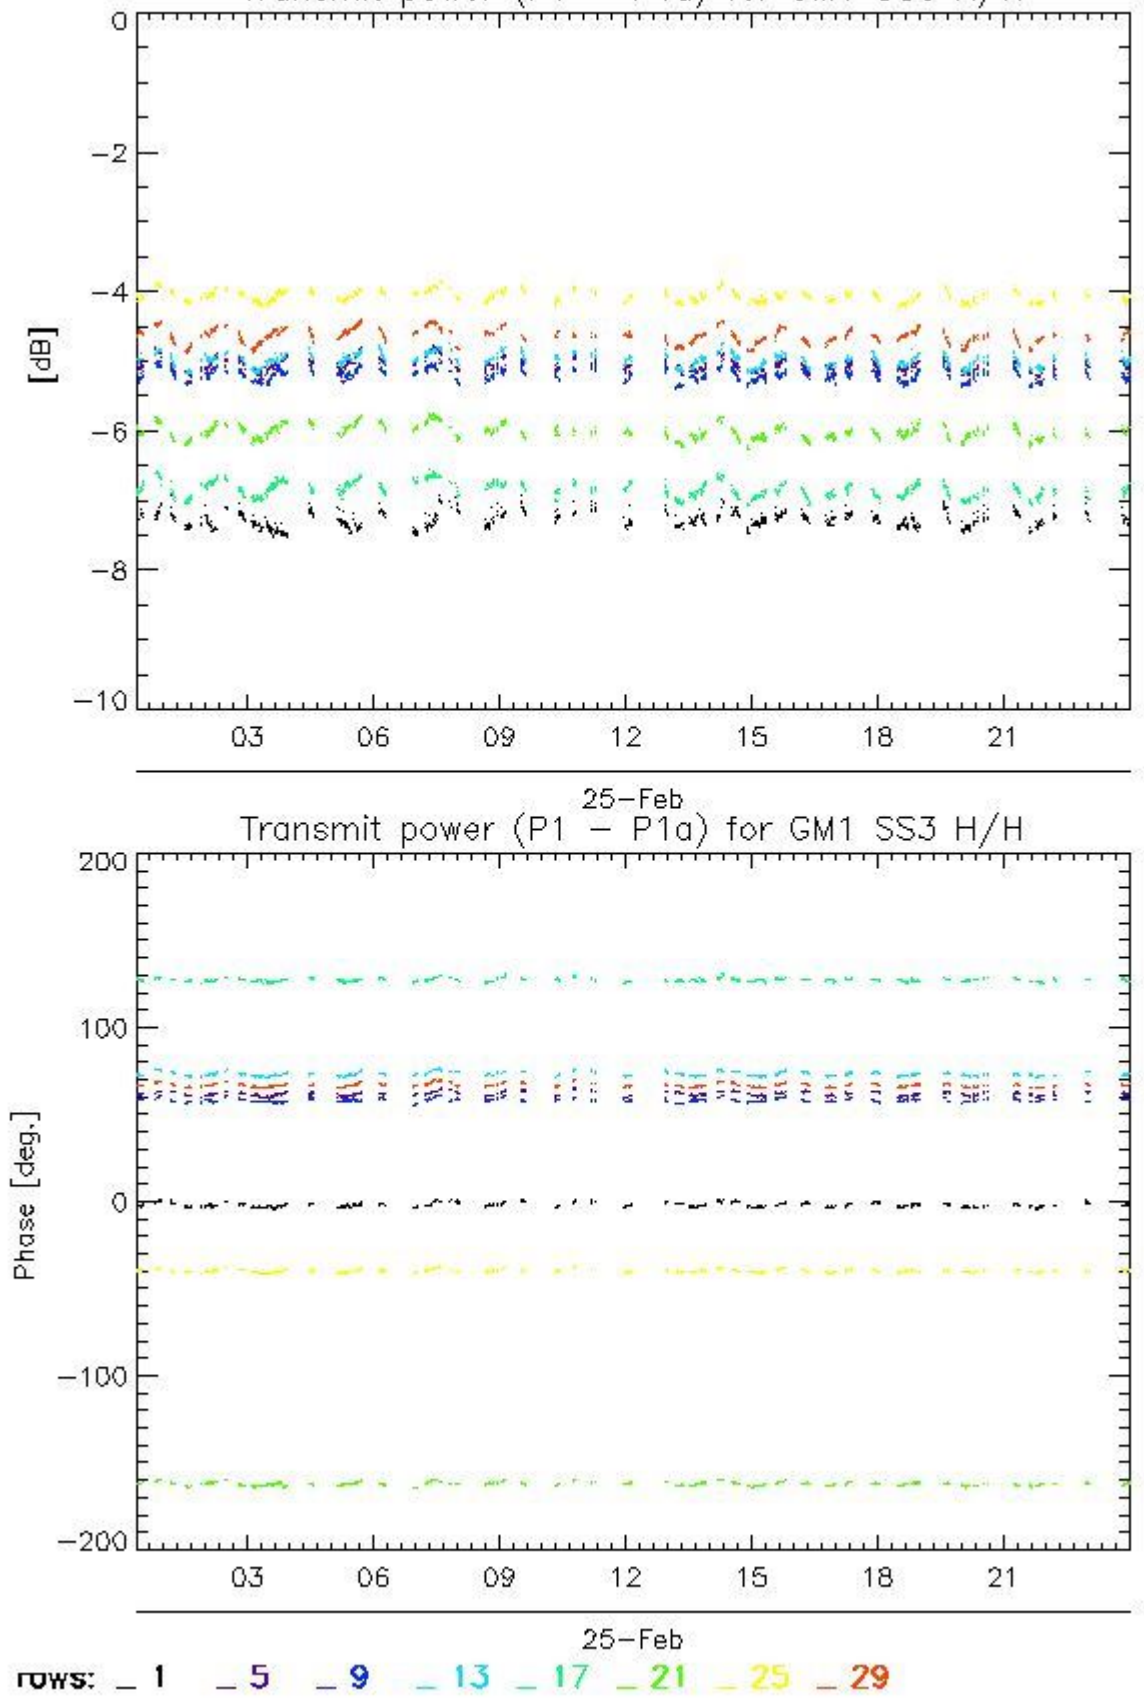 0
−2
−4
[dB]
−6
−8
−10
03 06 09 12 15 18 21
25−Feb
Transmit power (P1 − P1a) for GM1 SS3 H/H
200
100
Phase [deg.]
0
−100
−200
03 06 09 12 15 18 21
25−Feb
rows: _ 1 _ 5 _ 9 _ 13 _ 17 _ 21 _ 25 _ 29